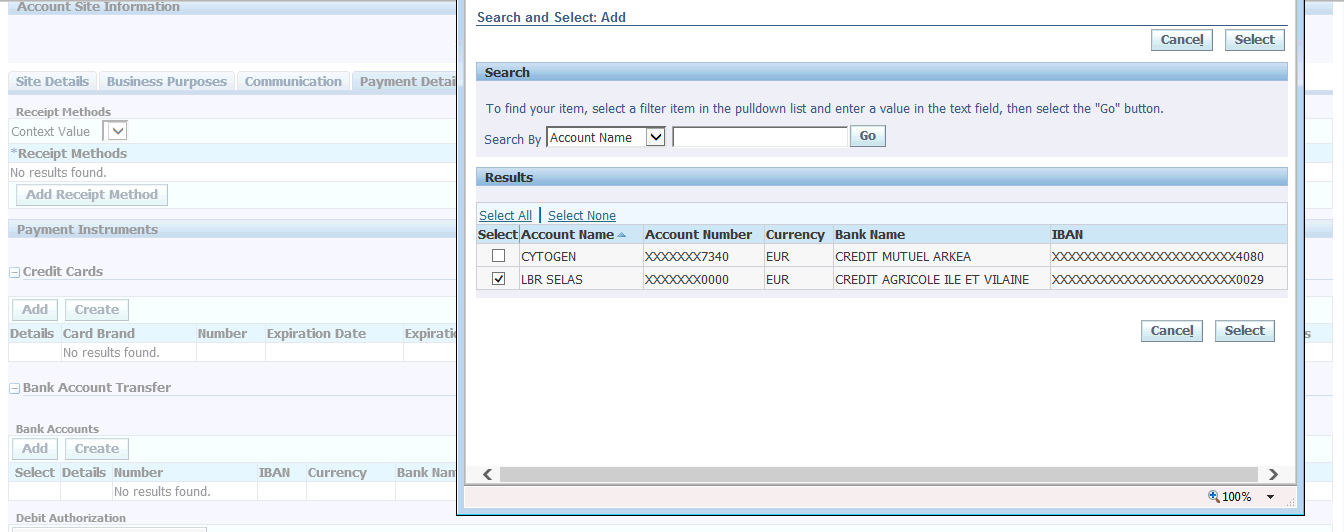 Account Site Information
Site Details Business Purposes Communication Payment Detai
Receipt Methods
Context Value
*Receipt Methods
No results found.
Add Receipt Method
Payment Instruments
Credit Cards
Add Create
Details Card Brand Number Expiration Date Expiratio
No results found.
Bank Account Transfer
Bank Accounts
Add Create
Select Details Number IBAN Currency Bank Nam
No results found.
Debit Authorization
Search and Select: Add
Cancel Select
Search
To find your item, select a filter item in the pulldown list and enter a value in the text field, then select the "Go" button.
Search By Account Name Go
Results
Select All Select None
Select Account Name Account Number Currency Bank Name IBAN
CYTOGEN XXXXXXX7340 EUR CREDIT MUTUEL ARKEA XXXXXXXXXXXXXXXXXXXXXXX4080
LBR SELAS XXXXXXX0000 EUR CREDIT AGRICOLE ILE ET VILAINE XXXXXXXXXXXXXXXXXXXXXXX0029
Cancel Select
s
100%